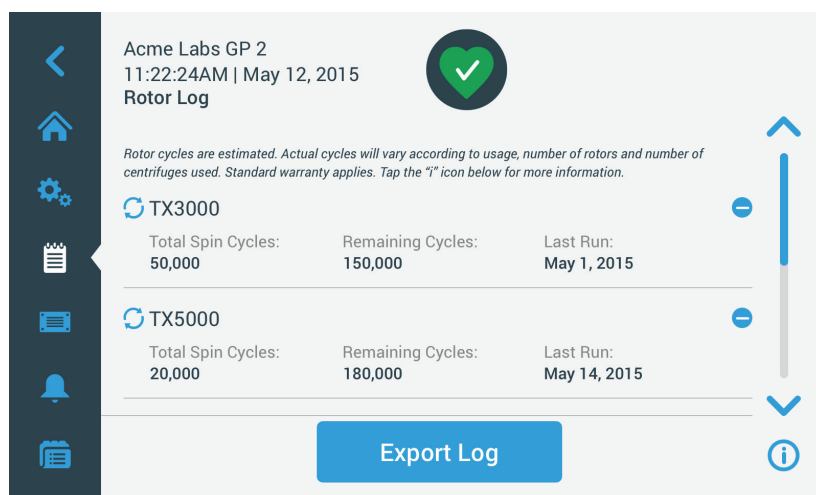 Acme Labs GP 2
11:22:24AM | May 12, 2015
Rotor Log
Rotor cycles are estimated. Actual cycles will vary according to usage, number of rotors and number of
centrifuges used. Standard warranty applies. Tap the “i” icon below for more information.
TX3000
Total Spin Cycles: Remaining Cycles: Last Run:
50,000 150,000 May 1, 2015
TX5000
Total Spin Cycles: Remaining Cycles: Last Run:
20,000 180,000 May 14, 2015
Export Log
i